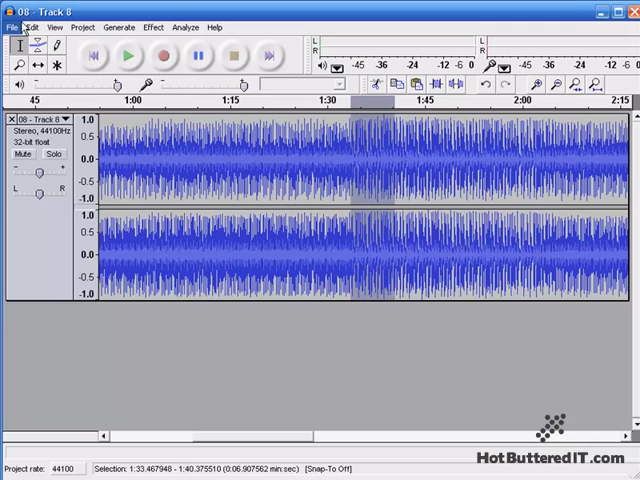 08 - Track 8
File Edit View Project Generate Effect Analyze Help
L
R
-36 -24 -12 0
L
R
-36 -24 -12 0
45 1:00 1:15 1:30 1:45 2:00 2:15
08 - Track 8
Stereo, 44100Hz
32-bit float
Mute Solo
- +
L R
1.0
0.5
0.0
-0.5
-1.0
1.0
0.5
0.0
-0.5
-1.0
HotButteredIT.com
Project rate: 44100 Selection: 1:33.467948 - 1:40.375510 (0:06.907562 min:sec) [Snap-To Off]